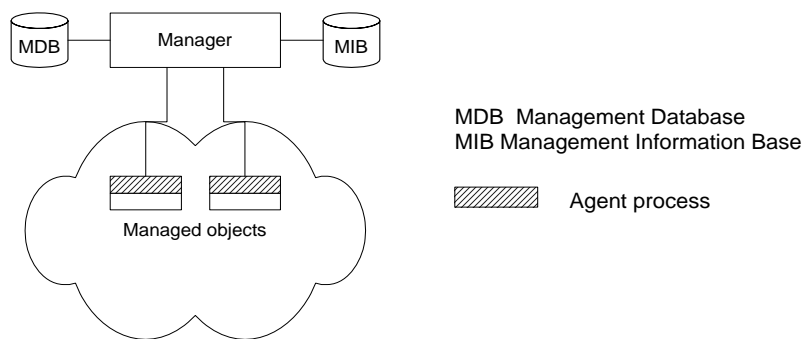 MDB
Manager
MIB
MDB Management Database
MIB Management Information Base
Agent process
Managed objects